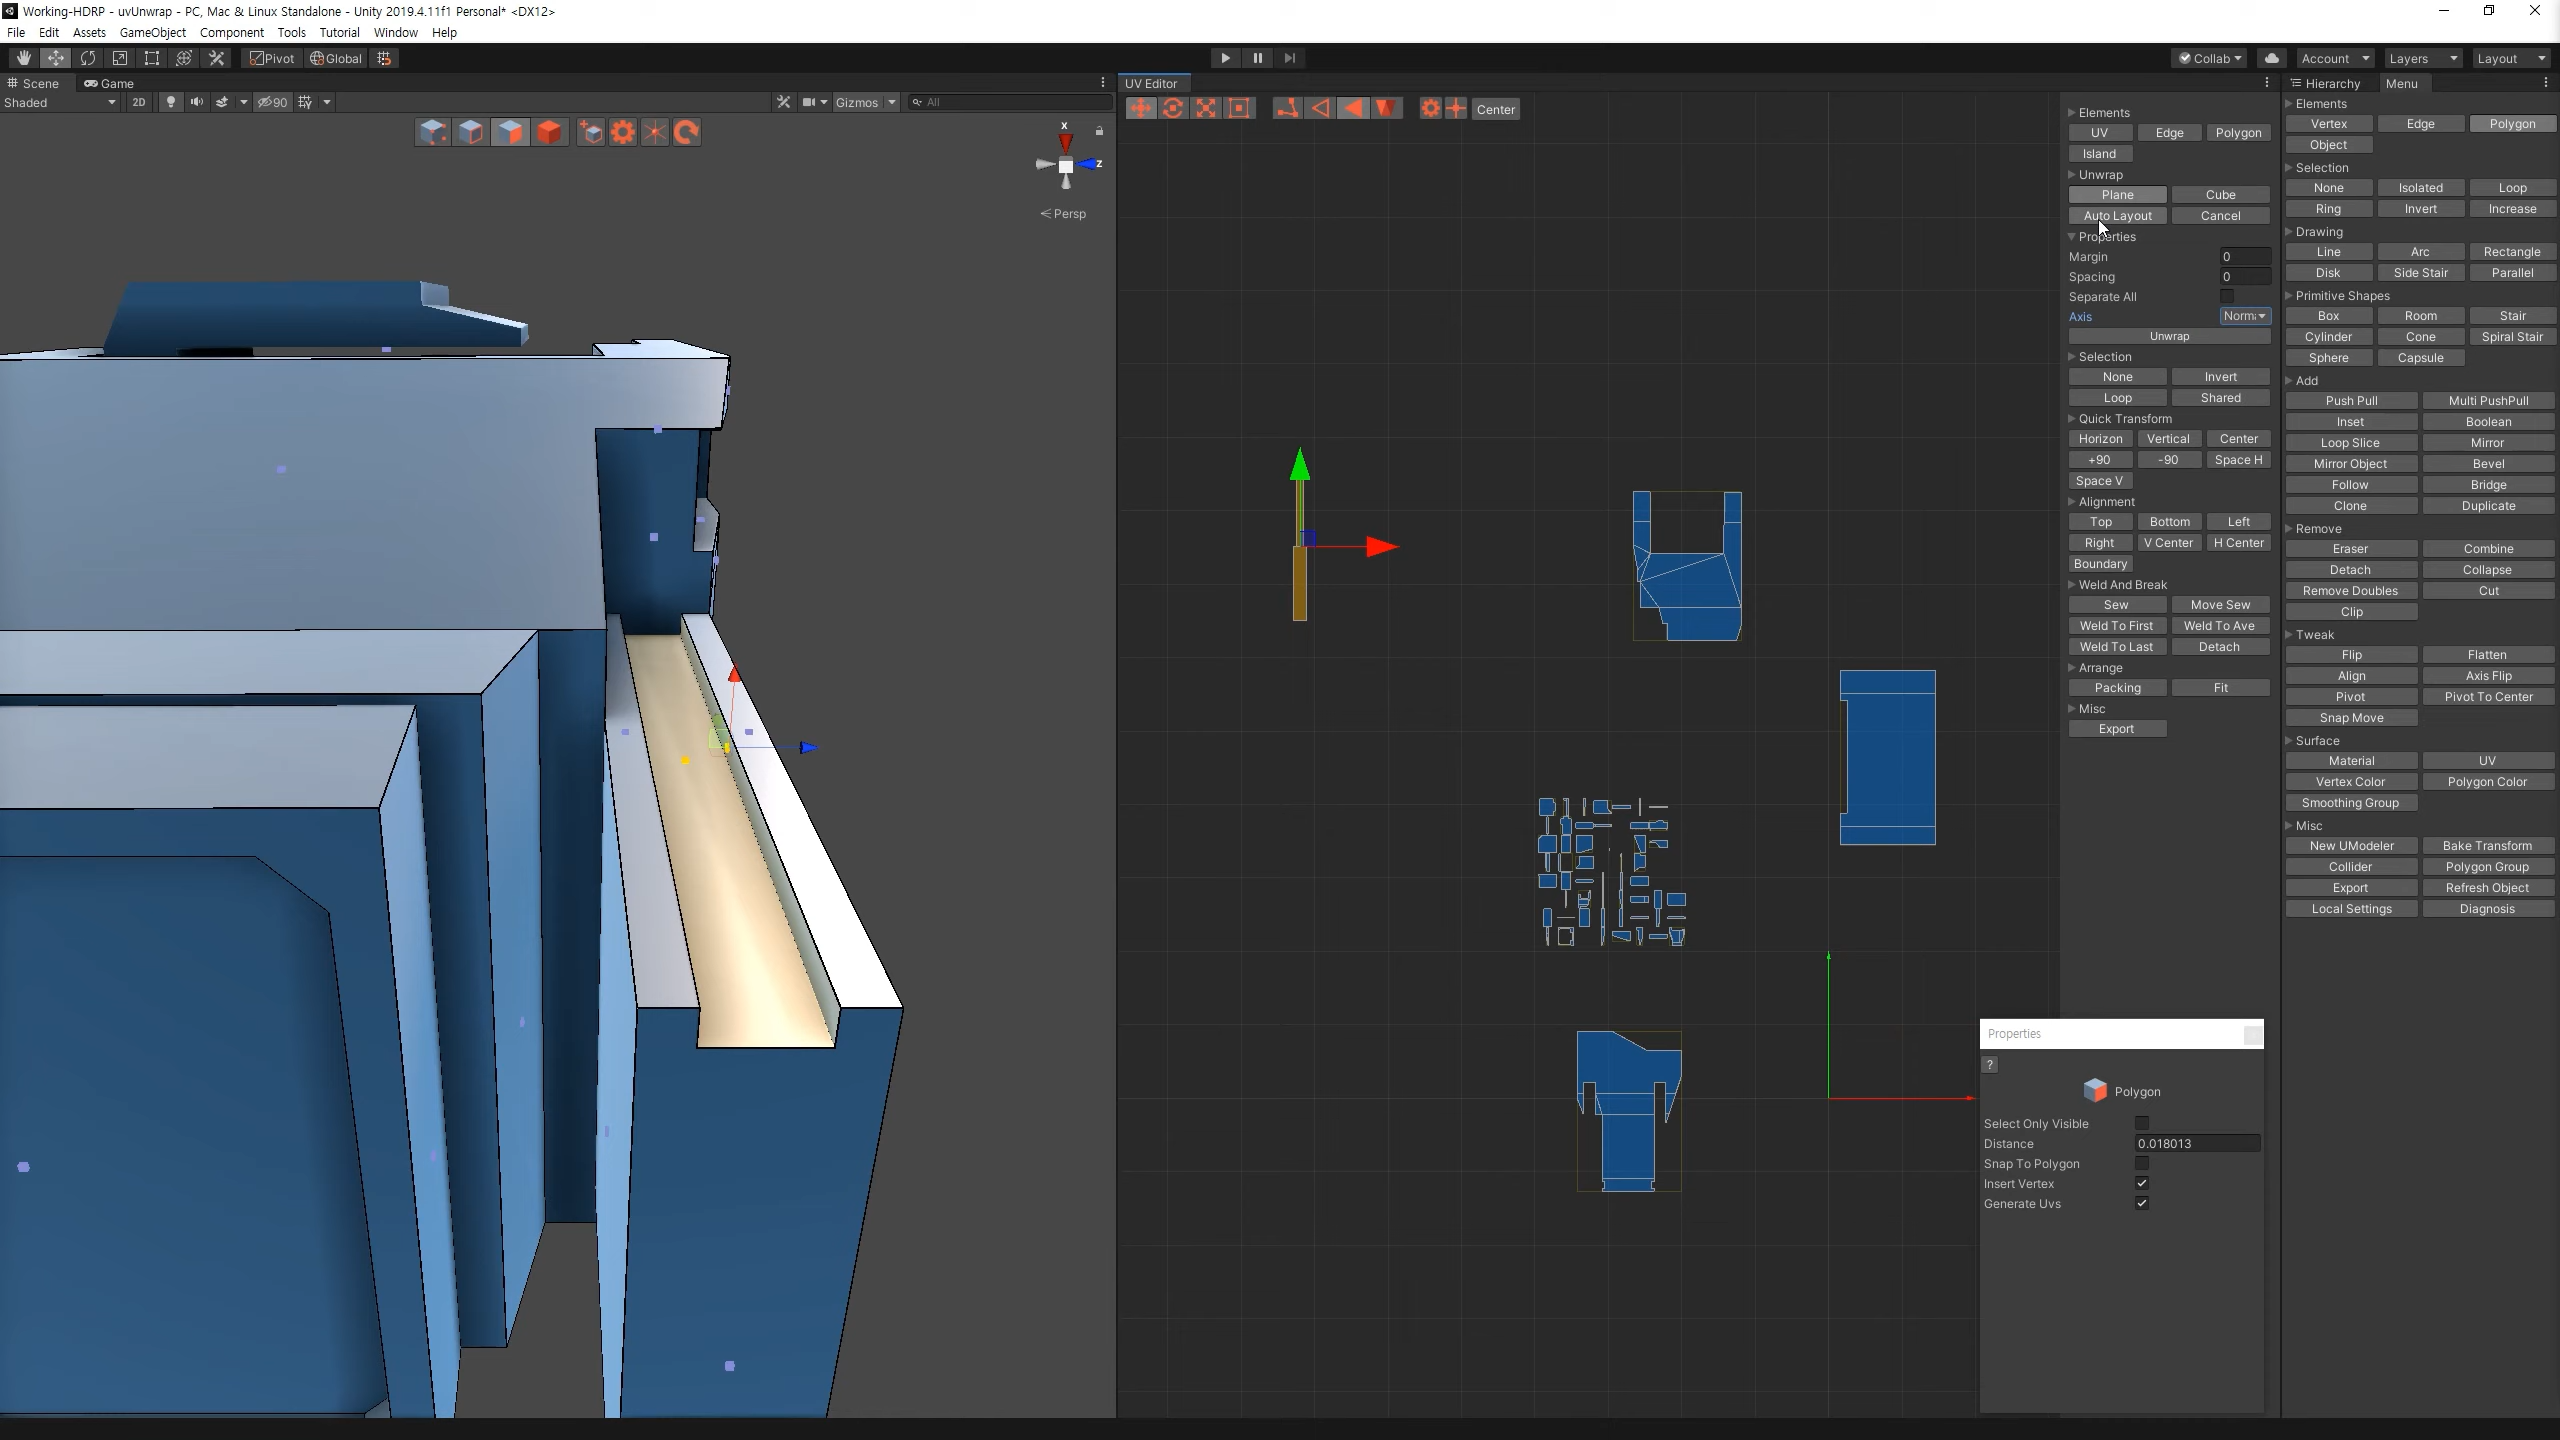 Working-HDRP - uvUnwrap - PC, Mac & Linux Standalone - Unity 2019.4.11f1 Personal* <DX12>
File Edit Assets GameObject Component Tools Tutorial Window Help
Pivot Global
Collab Account Layers Layout
Scene Game
Shaded 2D 90 Gizmos All
X
Z
Persp
UV Editor
Center
Elements
UV Edge Polygon
Island
Unwrap
Plane Cube
Auto Layout Cancel
Properties
Margin 0
Spacing 0
Separate All
Axis Norma
Unwrap
Selection
None Invert
Loop Shared
Quick Transform
Horizon Vertical Center
+90 -90 Space H
Space V
Alignment
Top Bottom Left
Right V Center H Center
Boundary
Weld And Break
Sew Move Sew
Weld To First Weld To Ave
Weld To Last Detach
Arrange
Packing Fit
Misc
Export
Properties
?
Polygon
Select Only Visible
Distance 0.018013
Snap To Polygon
Insert Vertex
Generate Uvs
Hierarchy Menu
Elements
Vertex Edge Polygon
Object
Selection
None Isolated Loop
Ring Invert Increase
Drawing
Line Arc Rectangle
Disk Side Stair Parallel
Primitive Shapes
Box Room Stair
Cylinder Cone Spiral Stair
Sphere Capsule
Add
Push Pull Multi PushPull
Inset Boolean
Loop Slice Mirror
Mirror Object Bevel
Follow Bridge
Clone Duplicate
Remove
Eraser Combine
Detach Collapse
Remove Doubles Cut
Clip
Tweak
Flip Flatten
Align Axis Flip
Pivot Pivot To Center
Snap Move
Surface
Material UV
Vertex Color Polygon Color
Smoothing Group
Misc
New UModeler Bake Transform
Collider Polygon Group
Export Refresh Object
Local Settings Diagnosis